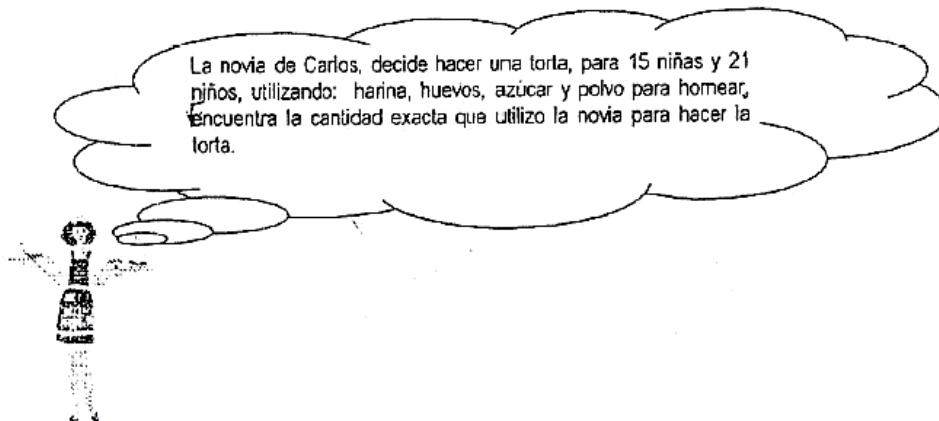 La novia de Carlos, decide hacer una torta, para 15 niñas y 21
niños, utilizando: harina, huevos, azúcar y polvo para hornear,
encuentra la cantidad exacta que utilizo la novia para hacer la
torta.